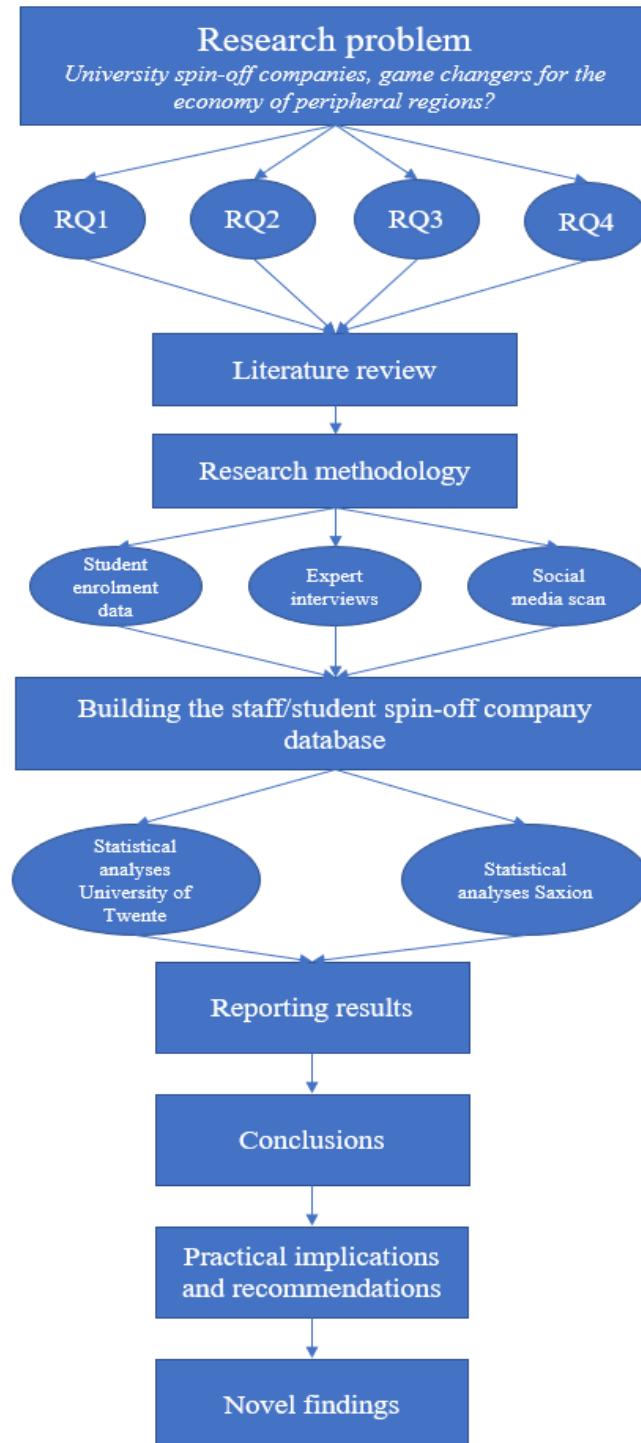 Research problem
University spin-off companies, game changers for the
economy of peripheral regions?
RQ1
RQ2
RQ3
RQ4
Literature review
Research methodology
Student
enrolment
data
Expert
interviews
Social
media scan
Building the staff/student spin-off company
database
Statistical
analyses
University of
Twente
Statistical
analyses Saxion
Reporting results
Conclusions
Practical implications
and recommendations
Novel findings